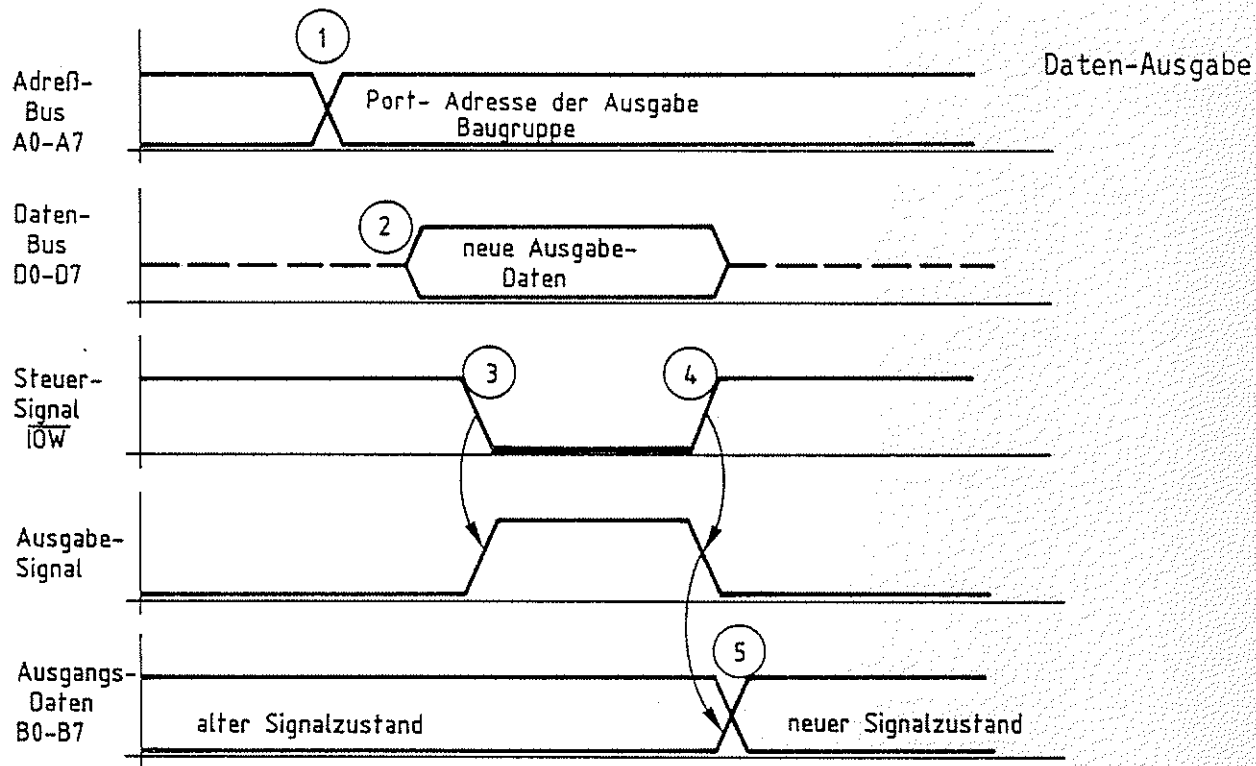 Daten-Ausgabe
1
Adreß-
Bus
A0-A7
Port- Adresse der Ausgabe
Baugruppe
Daten-
Bus
D0-D7
2
neue Ausgabe-
Daten
Steuer-
Signal
I̅O̅W̅
3
4
Ausgabe-
Signal
Ausgangs-
Daten
B0-B7
5
alter Signalzustand
neuer Signalzustand